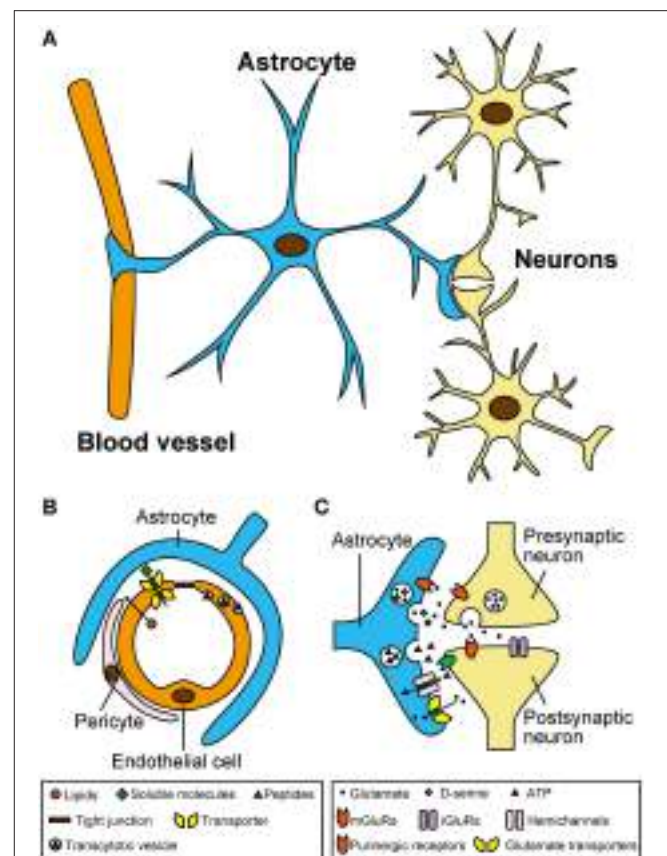 A
Astrocyte
Neurons
Blood vessel
B
Astrocyte
Pericyte
Endothelial cell
C
Astrocyte
Presynaptic
neuron
Postsynaptic
neuron
Lipids Soluble molecules Peptides
Tight junction Transporter
Transcytotic vesicle
Glutamate D-serine ATP
mGluRs iGluRs Hemichannels
Purinergic receptors Glutamate transporters